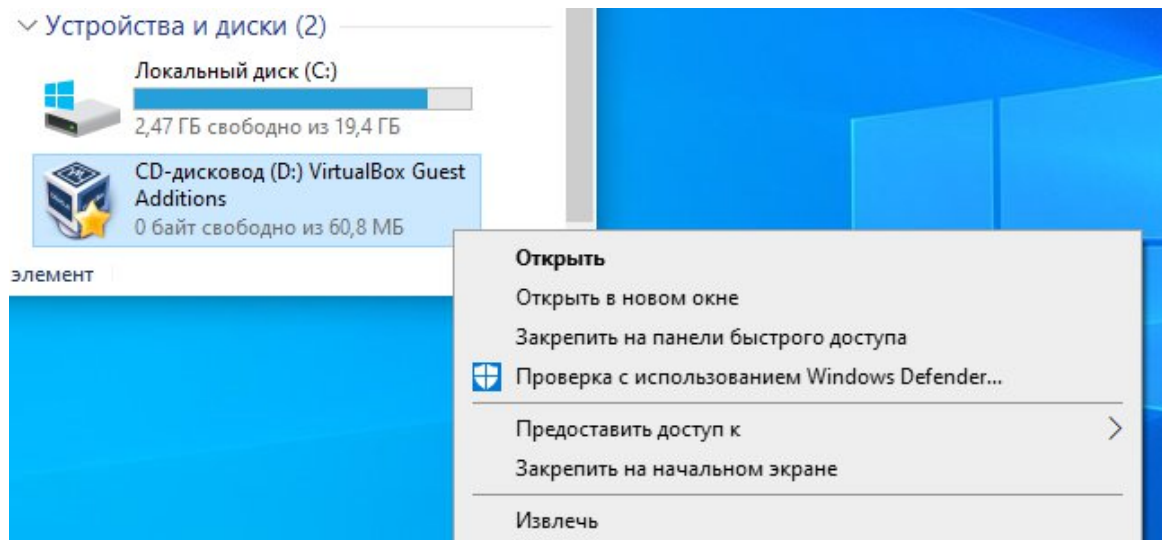 Устройства и диски (2)
Локальный диск (C:)
2,47 ГБ свободно из 19,4 ГБ
CD-дисковод (D:) VirtualBox Guest
Additions
0 байт свободно из 60,8 МБ
элемент
Открыть
Открыть в новом окне
Закрепить на панели быстрого доступа
Проверка с использованием Windows Defender...
Предоставить доступ к
Закрепить на начальном экране
Извлечь